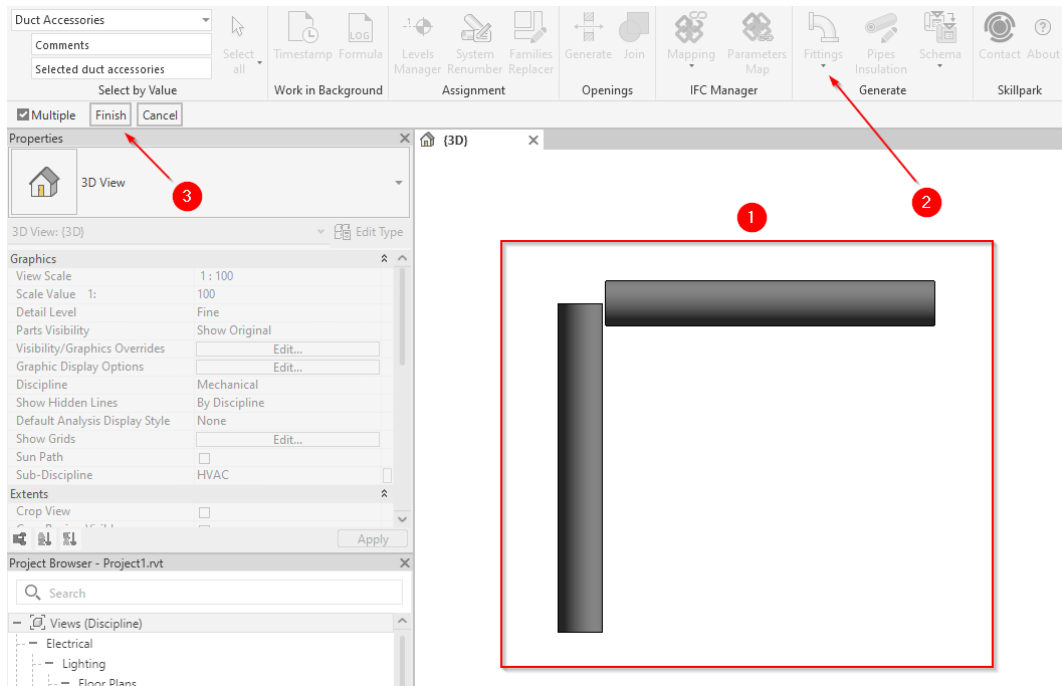 Duct Accessories
Comments
Selected duct accessories
Select by Value
Select
all
Timestamp Formula
LOG
Work in Background
Levels System Families
Manager Renumber Replacer
Assignment
Generate Join
Openings
Mapping Parameters
Map
IFC Manager
Fittings Pipes Schema
Insulation
Generate
Contact About
Skillpark
Multiple Finish Cancel
Properties
{3D}
3D View
3
2
1
3D View: {3D}
Edit Type
Graphics
View Scale 1 : 100
Scale Value 1: 100
Detail Level Fine
Parts Visibility Show Original
Visibility/Graphics Overrides Edit...
Graphic Display Options Edit...
Discipline Mechanical
Show Hidden Lines By Discipline
Default Analysis Display Style None
Show Grids Edit...
Sun Path
Sub-Discipline HVAC
Extents
Crop View
Apply
Project Browser - Project1.rvt
Search
Views (Discipline)
Electrical
Lighting
Floor Plans